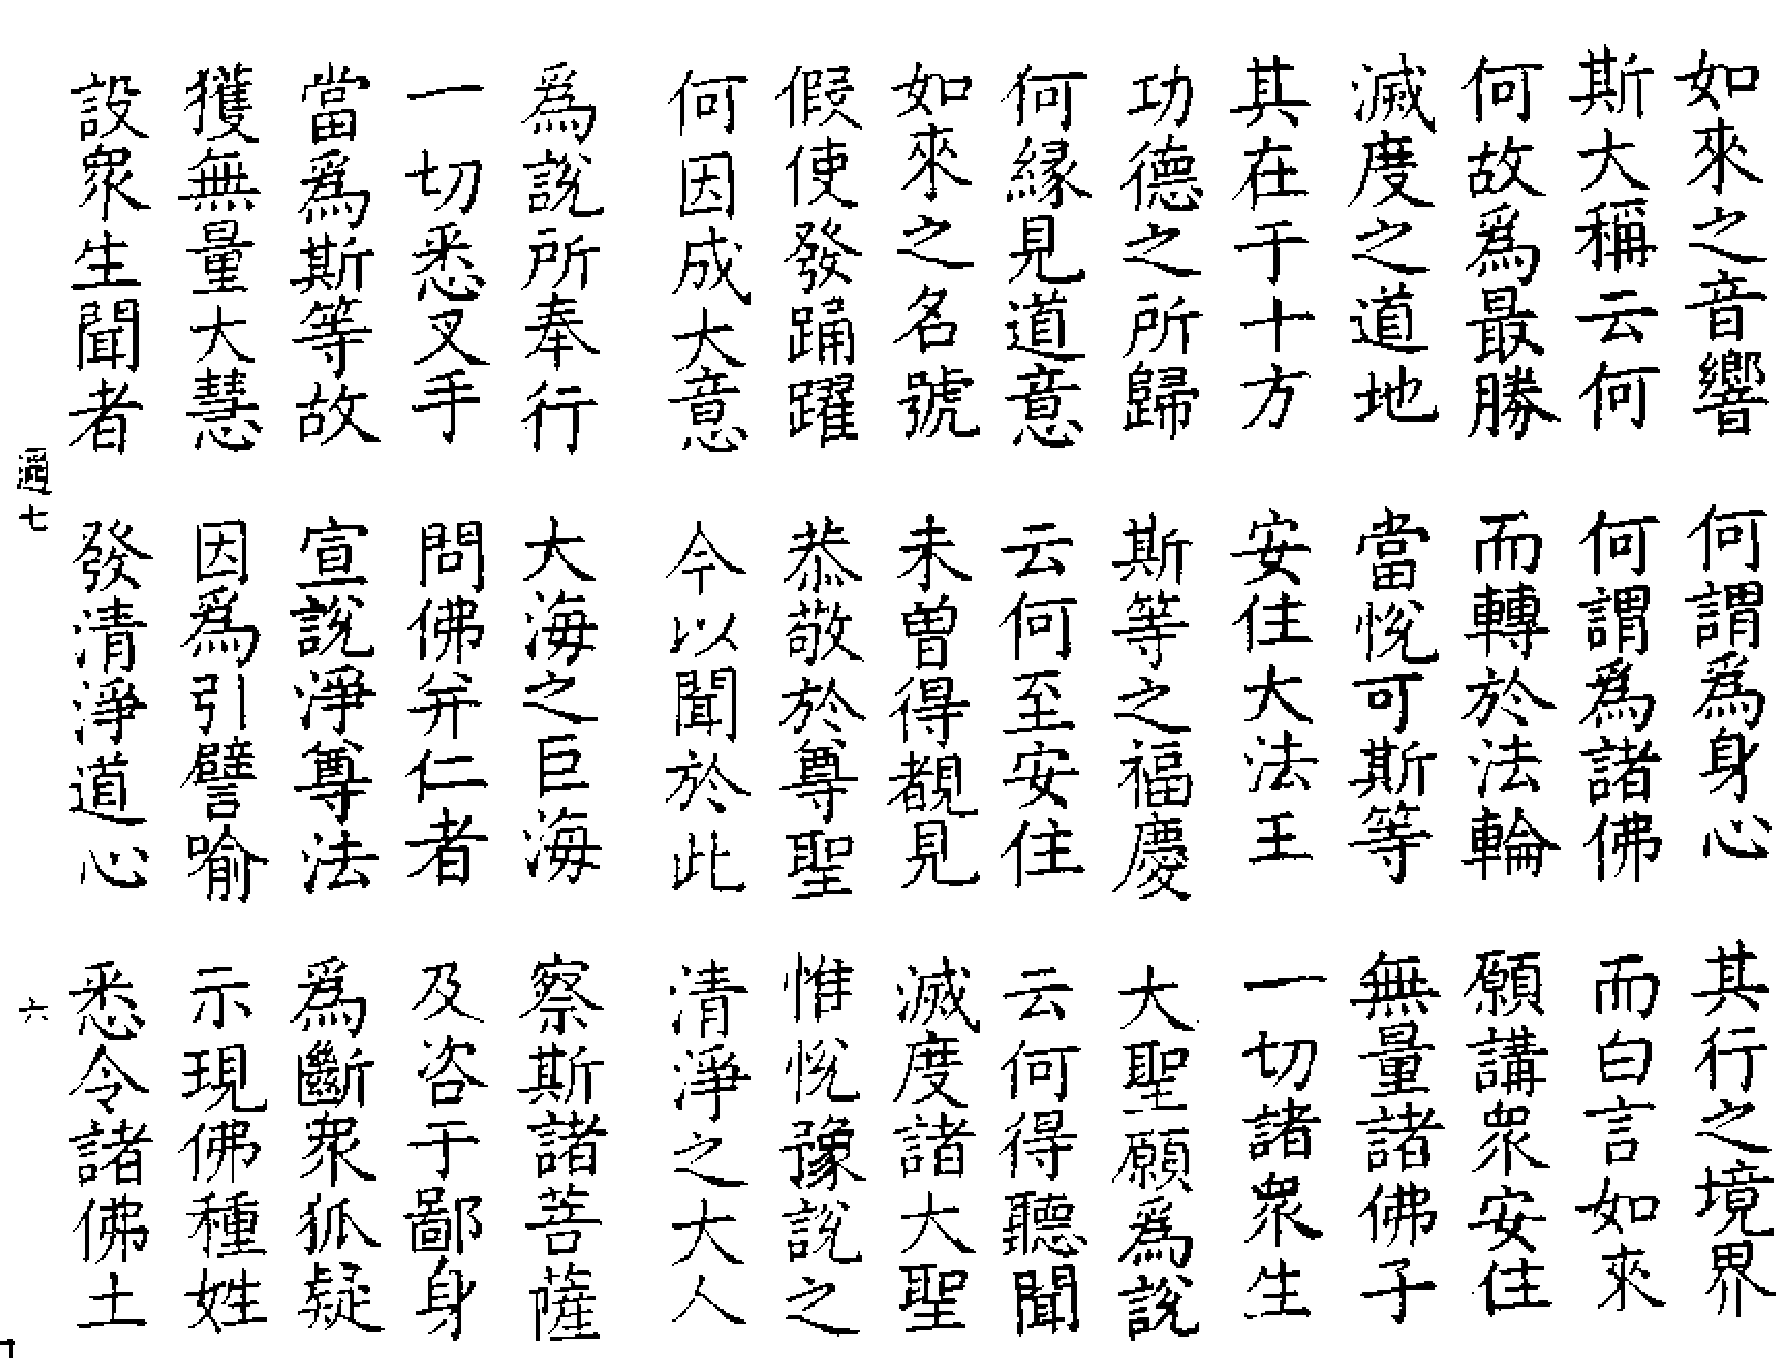 如來之音響　何謂爲身心　其行之境界
斯大稱云何　何謂爲諸佛　而白言如來
何故爲最勝　而轉於法輪　願講眾安住
滅度之道地　當悅可斯等　無量諸佛子
其在于十方　安住大法王　一切諸眾生
功德之所歸　斯等之福慶　大聖願爲說
何緣見道意　云何至安住　云何得聽聞
如來之名號　未曾得覩見　滅度諸大聖
假使發踊躍　恭敬於尊聖　惟悅豫說之
何因成大意　今以聞於此　清淨之大人
爲說所奉行　大海之巨海　察斯諸菩薩
一切悉叉手　問佛并仁者　及咨于鄙身
當爲斯等故　宣說淨尊法　爲斷眾狐疑
獲無量大慧　因爲引譬喻　示現佛種姓
設眾生聞者　發清淨道心　悉令諸佛土
七
六